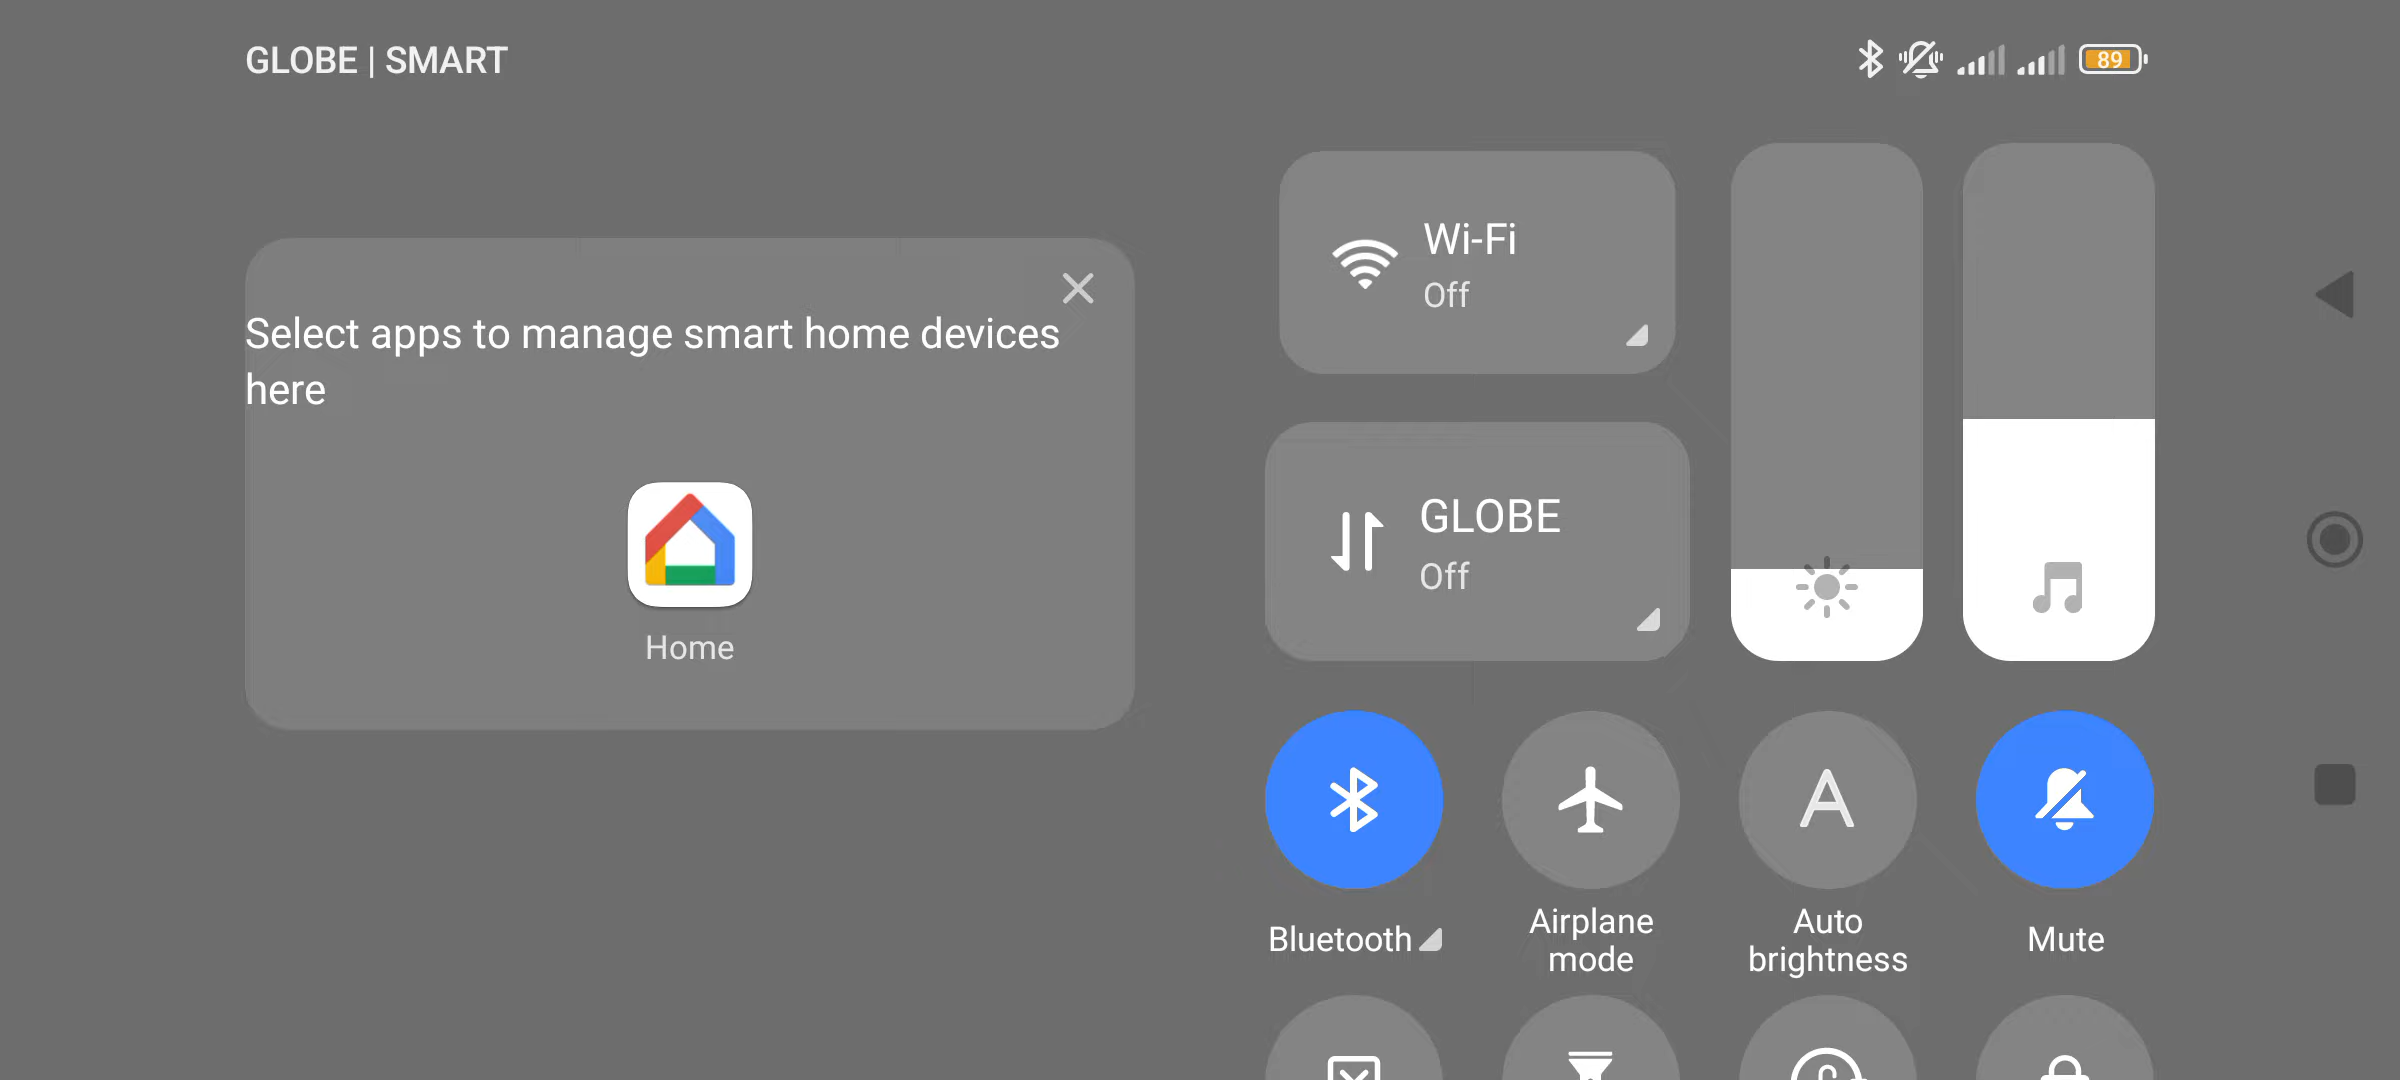 GLOBE | SMART
89
Select apps to manage smart home devices
here
Home
Wi-Fi
Off
GLOBE
Off
Bluetooth
Airplane
mode
Auto
brightness
Mute